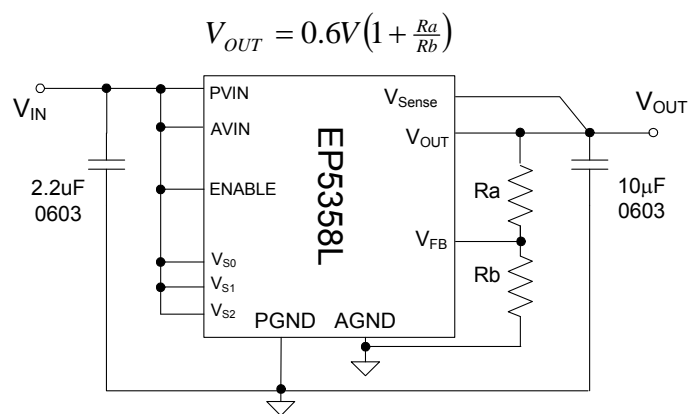 V_OUT = 0.6V(1 + Ra/Rb)
V_IN
PVIN
V_Sense
V_OUT
AVIN
V_OUT
2.2uF
0603
ENABLE
EP5358L
Ra
10µF
0603
V_FB
V_S0
Rb
V_S1
V_S2
PGND
AGND